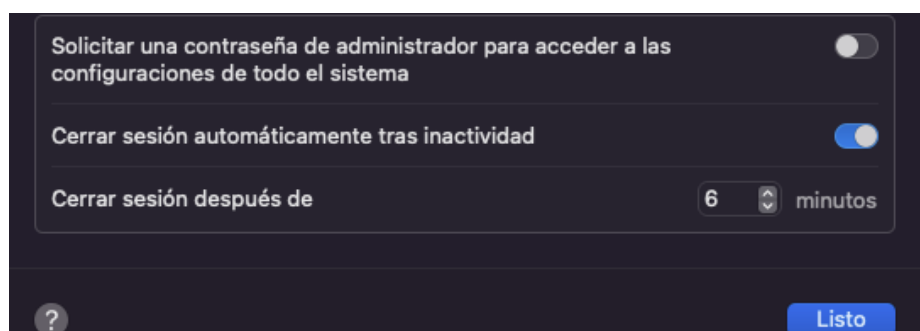 Solicitar una contraseña de administrador para acceder a las
configuraciones de todo el sistema
Cerrar sesión automáticamente tras inactividad
Cerrar sesión después de
6 minutos
?
Listo